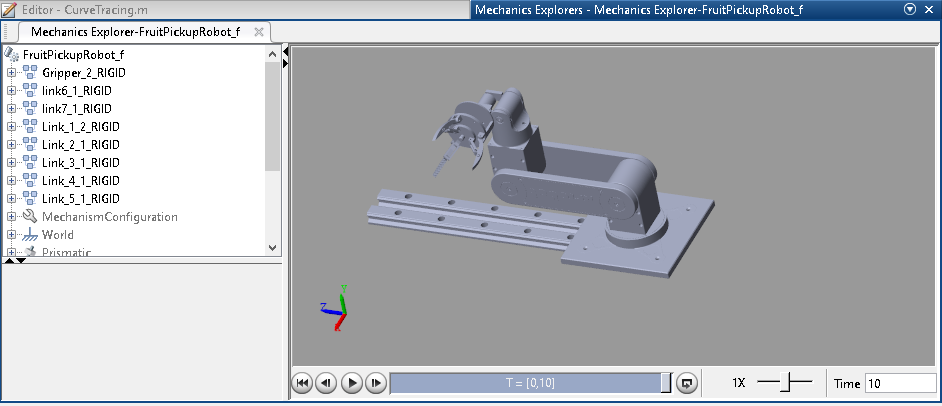 Editor - CurveTracing.m
Mechanics Explorers - Mechanics Explorer-FruitPickupRobot_f
Mechanics Explorer-FruitPickupRobot_f
FruitPickupRobot_f
Gripper_2_RIGID
link6_1_RIGID
link7_1_RIGID
Link_1_2_RIGID
Link_2_1_RIGID
Link_3_1_RIGID
Link_4_1_RIGID
Link_5_1_RIGID
MechanismConfiguration
World
Prismatic
Y
Z
T = [0,10]
1X
Time 10